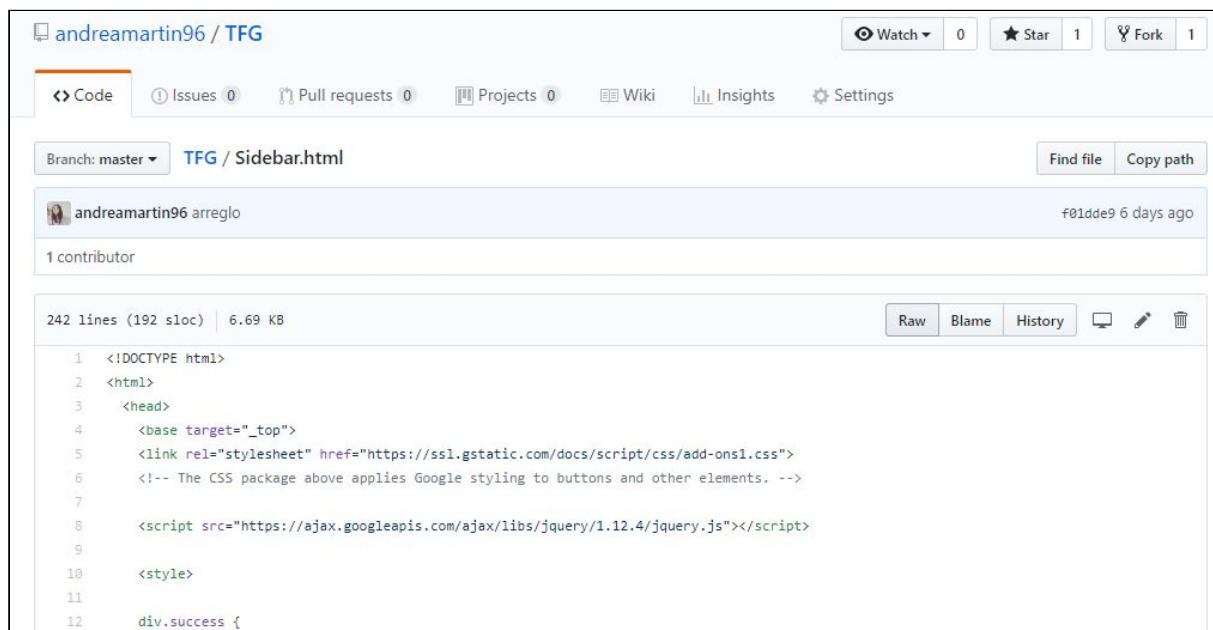 andreamartin96 / TFG Watch 0 Star 1 Fork 1
Code Issues 0 Pull requests 0 Projects 0 Wiki Insights Settings
Branch: master TFG / Sidebar.html Find file Copy path
andreamartin96 arreglo f01dde9 6 days ago
1 contributor
242 lines (192 sloc) 6.69 KB Raw Blame History
1 <!DOCTYPE html>
2 <html>
3 <head>
4 <base target="_top">
5 <link rel="stylesheet" href="https://ssl.gstatic.com/docs/script/css/add-ons1.css">
6 <!-- The CSS package above applies Google styling to buttons and other elements. -->
7
8 <script src="https://ajax.googleapis.com/ajax/libs/jquery/1.12.4/jquery.js"></script>
9
10 <style>
11
12 div.success {